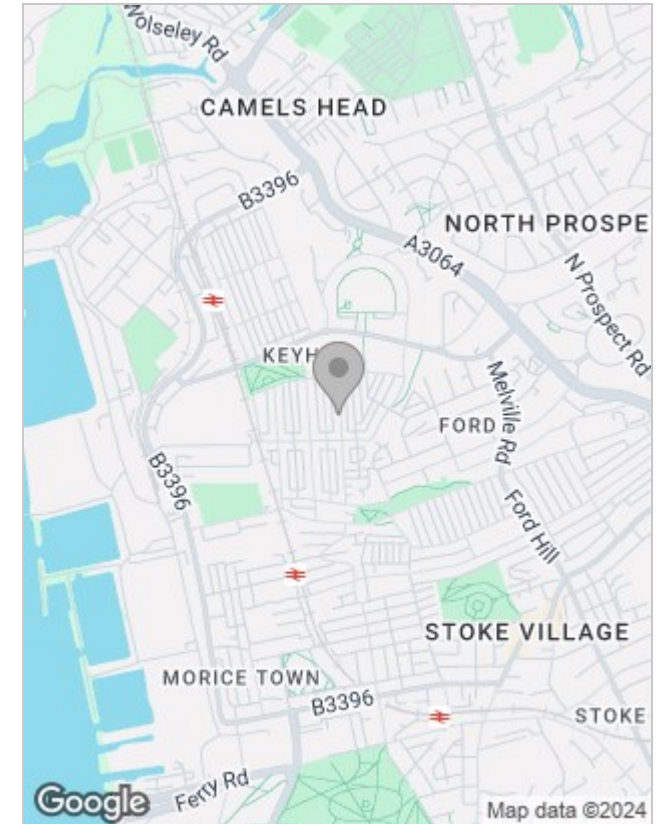 Wolseley Rd
CAMELS HEAD
B3396
NORTH PROSPE
A3064
N Prospect Rd
KEYH
Melville Rd
FORD
B3396
Ford Hill
STOKE VILLAGE
MORICE TOWN
B3396
STOKE
Ferry Rd
Google
Map data ©2024